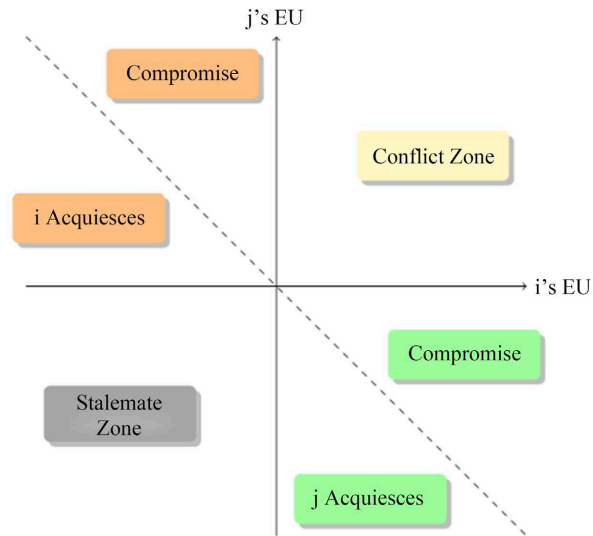 j’s EU
Compromise
Conflict Zone
i Acquiesces
i’s EU
Compromise
Stalemate
Zone
j Acquiesces